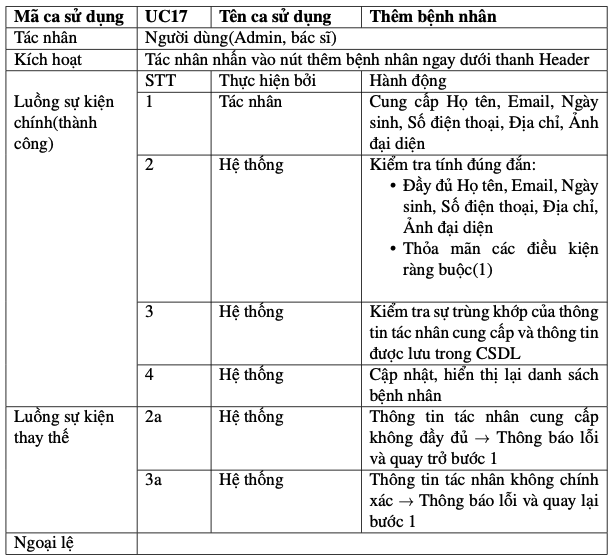 Mã ca sử dụng UC17 Tên ca sử dụng Thêm bệnh nhân
Tác nhân Người dùng(Admin, bác sĩ)
Kích hoạt Tác nhân nhấn vào nút thêm bệnh nhân ngay dưới thanh Header
Luồng sự kiện
chính(thành
công)
STT Thực hiện bởi Hành động
1 Tác nhân Cung cấp Họ tên, Email, Ngày
sinh, Số điện thoại, Địa chỉ, Ảnh
đại diện
2 Hệ thống Kiểm tra tính đúng đắn:
• Đầy đủ Họ tên, Email, Ngày
sinh, Số điện thoại, Địa chỉ,
Ảnh đại diện
• Thỏa mãn các điều kiện
ràng buộc(1)
3 Hệ thống Kiểm tra sự trùng khớp của thông
tin tác nhân cung cấp và thông tin
được lưu trong CSDL
4 Hệ thống Cập nhật, hiển thị lại danh sách
bệnh nhân
Luồng sự kiện
thay thế
2a Hệ thống Thông tin tác nhân cung cấp
không đầy đủ → Thông báo lỗi
và quay trở bước 1
3a Hệ thống Thông tin tác nhân không chính
xác → Thông báo lỗi và quay lại
bước 1
Ngoại lệ